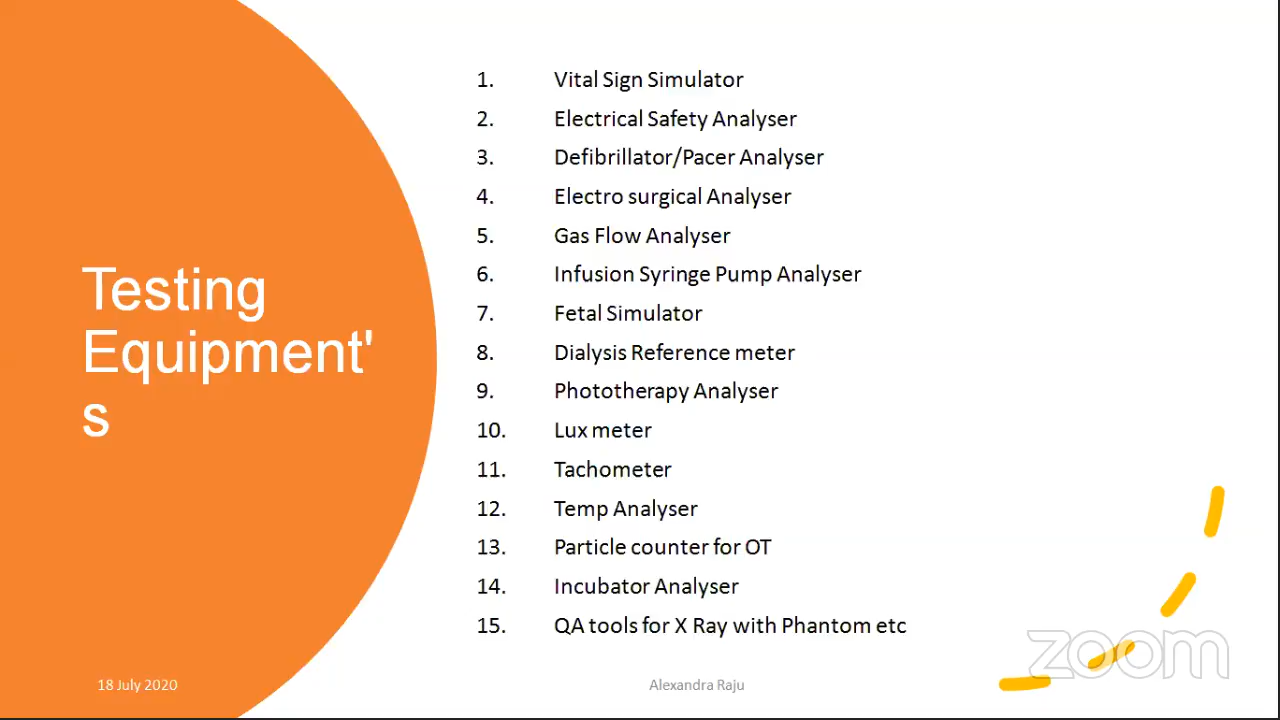 Testing
Equipment'
s
1. Vital Sign Simulator
2. Electrical Safety Analyser
3. Defibrillator/Pacer Analyser
4. Electro surgical Analyser
5. Gas Flow Analyser
6. Infusion Syringe Pump Analyser
7. Fetal Simulator
8. Dialysis Reference meter
9. Phototherapy Analyser
10. Lux meter
11. Tachometer
12. Temp Analyser
13. Particle counter for OT
14. Incubator Analyser
15. QA tools for X Ray with Phantom etc
18 July 2020
Alexandra Raju
zoom